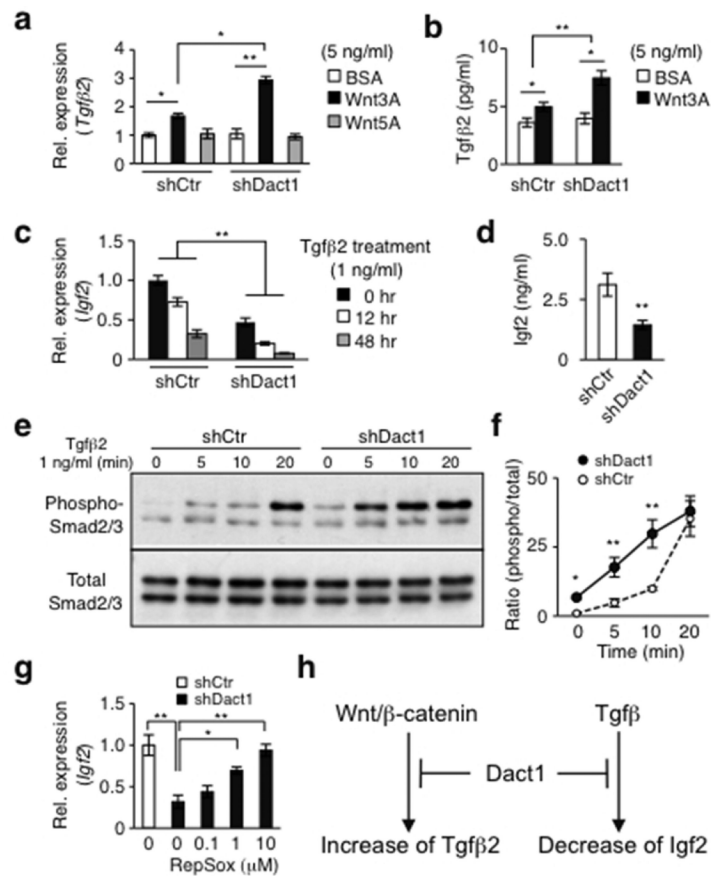 a
Rel. expression
(Tgfβ2)
4
3
2
1
0
*
*
**
shCtr
shDact1
(5 ng/ml)
BSA
Wnt3A
Wnt5A
b
Tgfβ2 (pg/ml)
10
5
0
**
*
*
shCtr
shDact1
(5 ng/ml)
BSA
Wnt3A
c
Rel. expression
(Igf2)
1.5
1.0
0.5
0
**
shCtr
shDact1
Tgfβ2 treatment
(1 ng/ml)
0 hr
12 hr
48 hr
d
Igf2 (ng/ml)
5.0
2.5
0
**
shCtr
shDact1
e
Tgfβ2
1 ng/ml (min)
shCtr
shDact1
0 5 10 20 0 5 10 20
Phospho-
Smad2/3
Total
Smad2/3
f
shDact1
shCtr
Ratio (phospho/total)
50
25
0
*
**
**
0 5 10 20
Time (min)
g
shCtr
shDact1
Rel. expression
(Igf2)
1.5
1.0
0.5
0
**
**
*
0 0 0.1 1 10
RepSox (μM)
h
Wnt/β-catenin
Tgfβ
Dact1
Increase of Tgfβ2
Decrease of Igf2